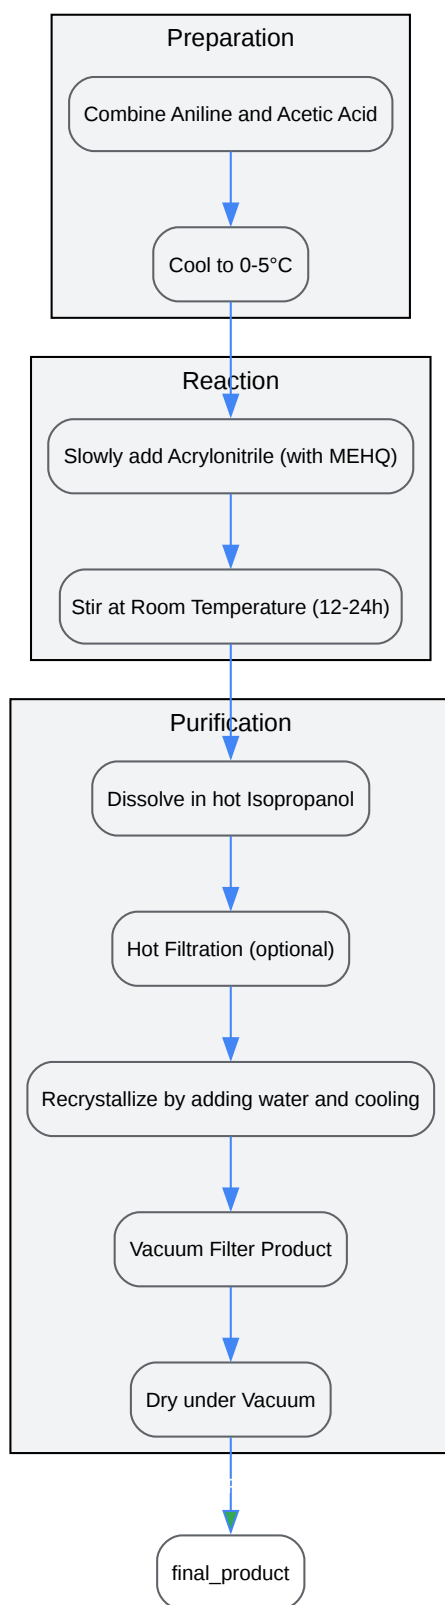 Preparation
Combine Aniline and Acetic Acid
Cool to 0-5°C
Reaction
Slowly add Acrylonitrile (with MEHQ)
Stir at Room Temperature (12-24h)
Purification
Dissolve in hot Isopropanol
Hot Filtration (optional)
Recrystallize by adding water and cooling
Vacuum Filter Product
Dry under Vacuum
final_product